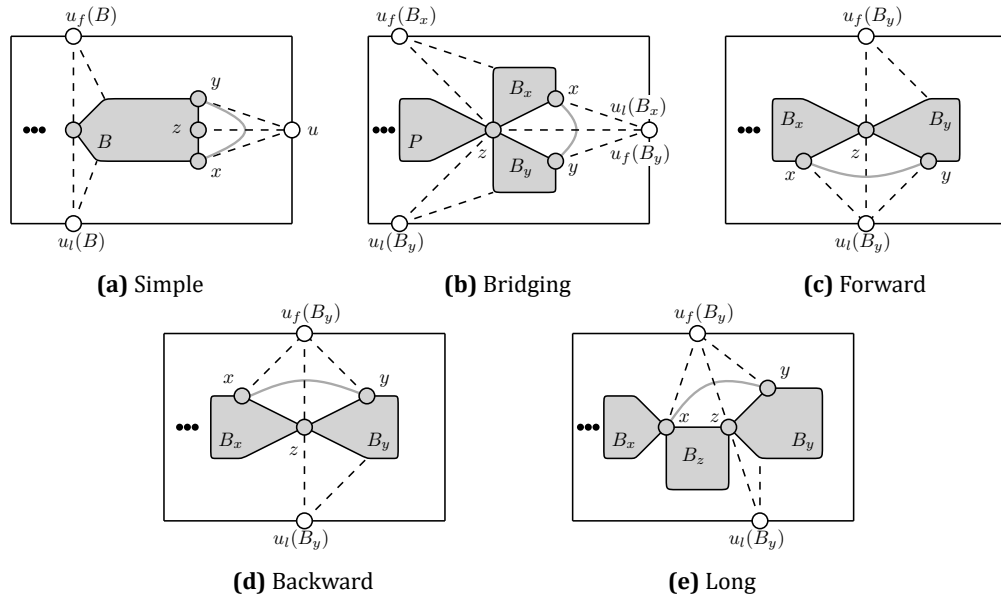 u_f(B)
y
B
z
u
x
u_l(B)
(a) Simple
u_f(B_x)
B_x
x
u_l(B_x)
P
z
u_f(B_y)
B_y
y
u_l(B_y)
(b) Bridging
u_f(B_y)
B_x
B_y
z
x
y
u_l(B_y)
(c) Forward
u_f(B_y)
x
y
B_x
B_y
z
u_l(B_y)
(d) Backward
u_f(B_y)
y
x
z
B_x
B_z
B_y
u_l(B_y)
(e) Long